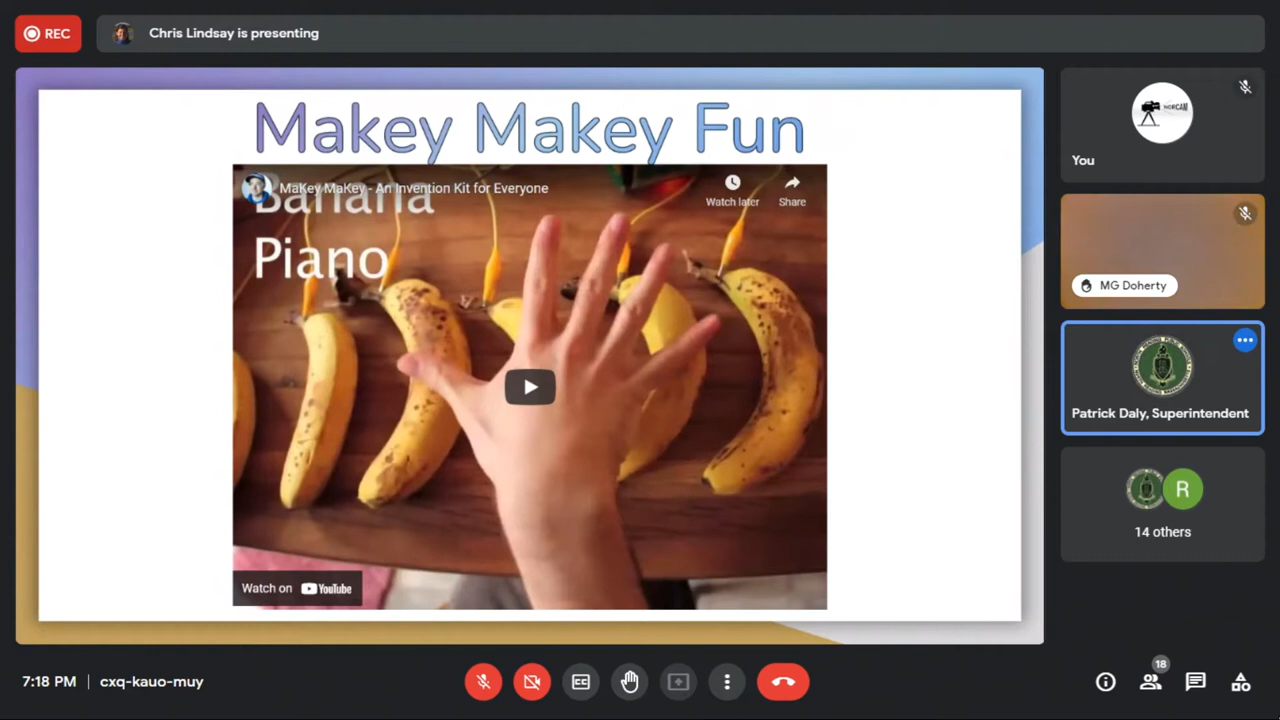 REC
Chris Lindsay is presenting
Makey Makey Fun
MaKey MaKey - An Invention Kit for Everyone
Watch later
Share
Banana
Piano
Watch on YouTube
NORCAM
You
MG Doherty
Patrick Daly, Superintendent
R
14 others
7:18 PM | cxq-kauo-muy
CC
18